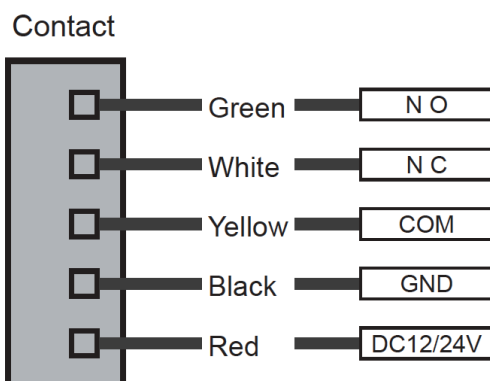 Contact
Green N O
White N C
Yellow COM
Black GND
Red DC12/24V